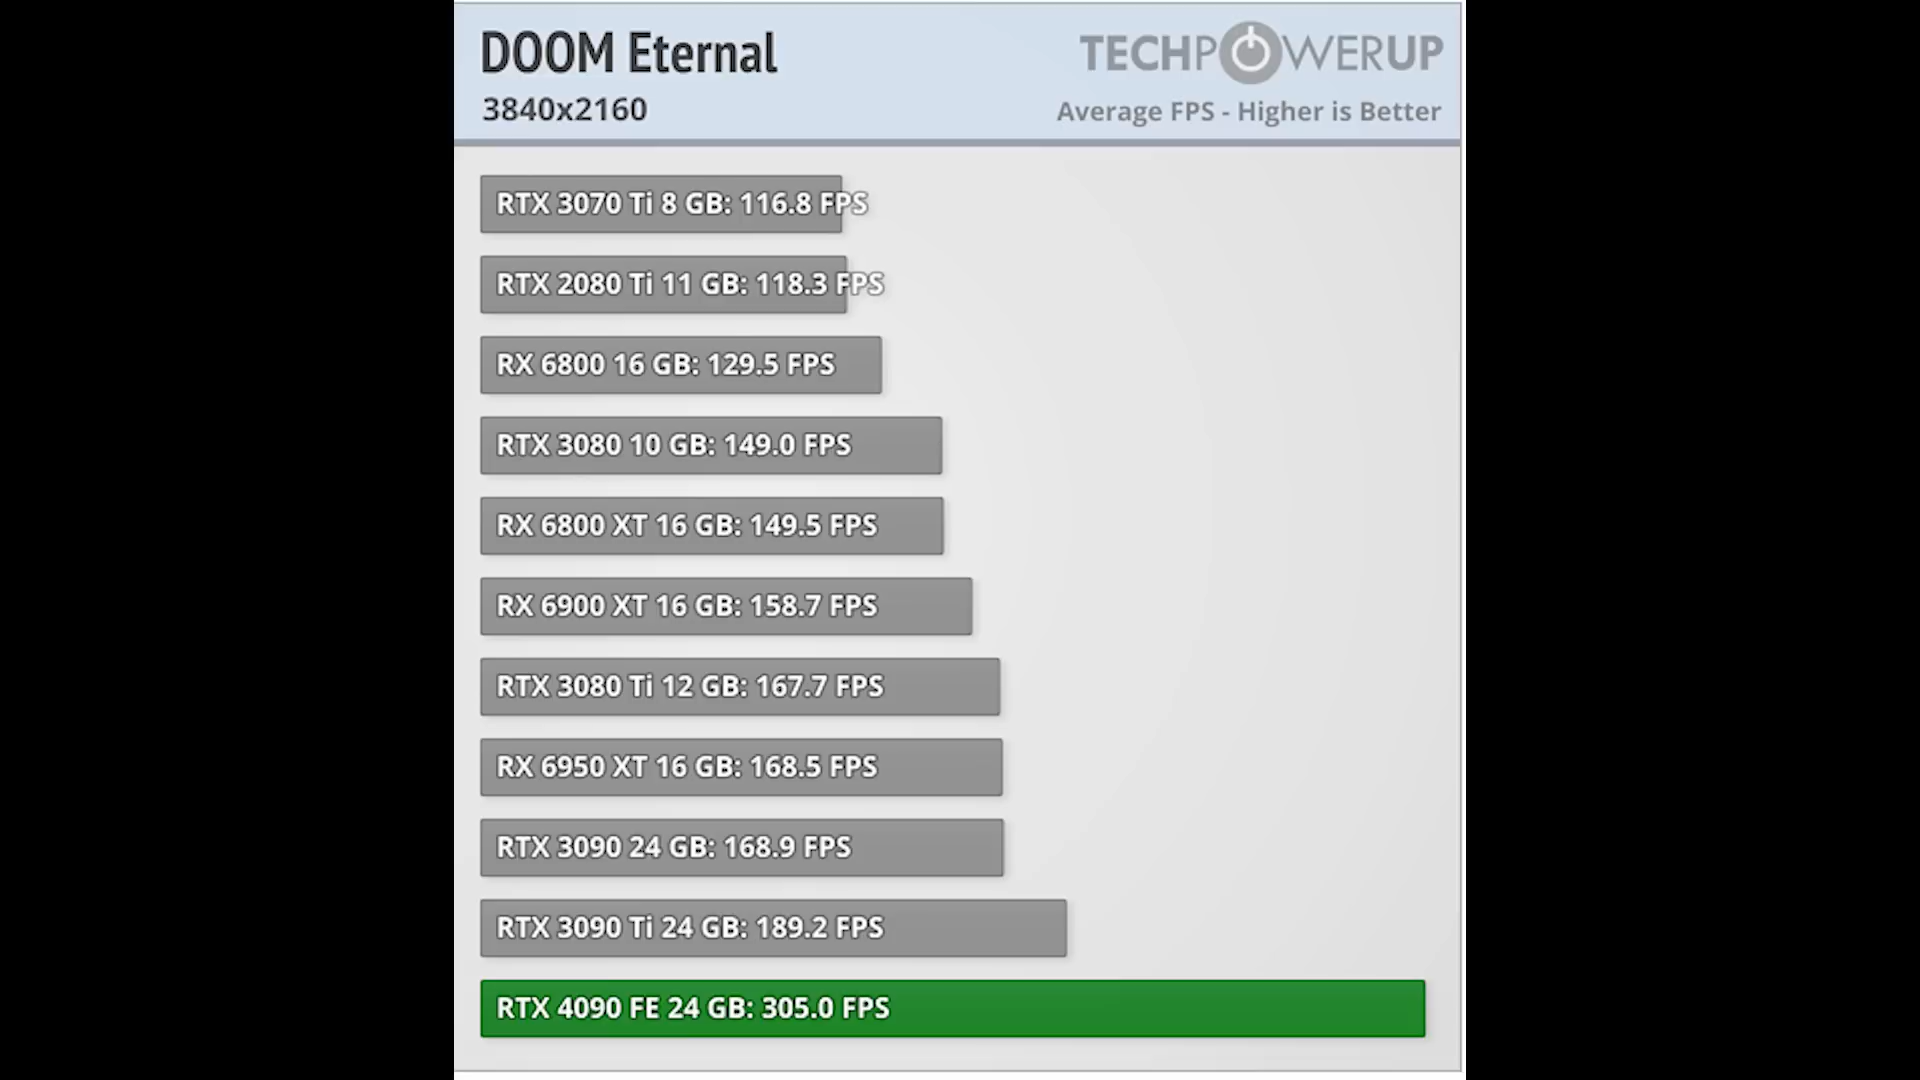 DOOM Eternal
TECHPOWERUP
3840x2160
Average FPS - Higher is Better
RTX 3070 Ti 8 GB: 116.8 FPS
RTX 2080 Ti 11 GB: 118.3 FPS
RX 6800 16 GB: 129.5 FPS
RTX 3080 10 GB: 149.0 FPS
RX 6800 XT 16 GB: 149.5 FPS
RX 6900 XT 16 GB: 158.7 FPS
RTX 3080 Ti 12 GB: 167.7 FPS
RX 6950 XT 16 GB: 168.5 FPS
RTX 3090 24 GB: 168.9 FPS
RTX 3090 Ti 24 GB: 189.2 FPS
RTX 4090 FE 24 GB: 305.0 FPS